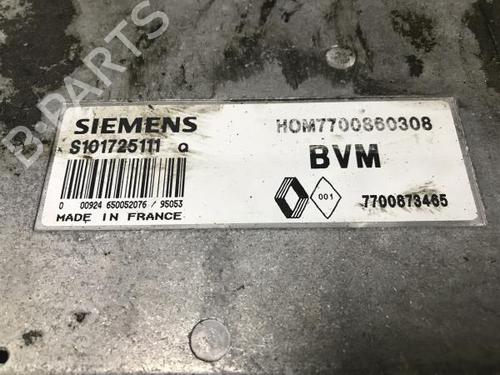 B-PARTS
SIEMENS
S101725111 Q
0 00924 650052076 / 95053
MADE IN FRANCE
HOM7700860308
BVM
001
7700873465